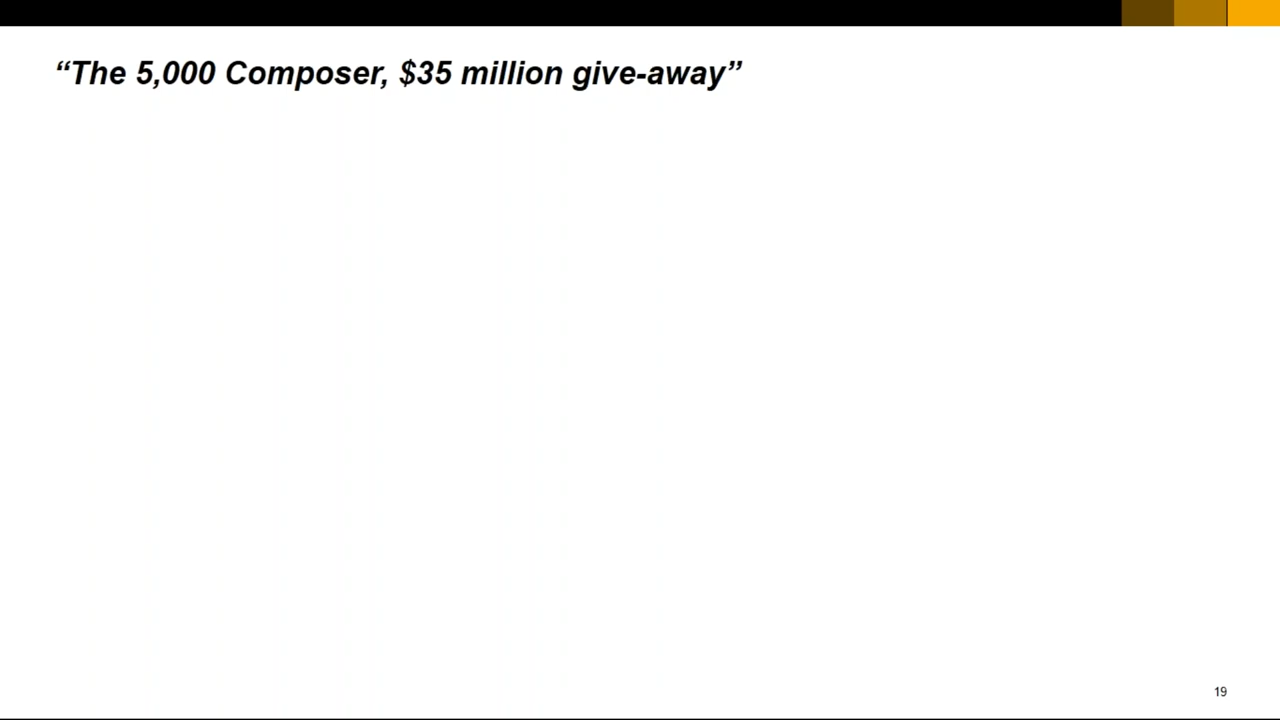 “The 5,000 Composer, $35 million give-away”
19